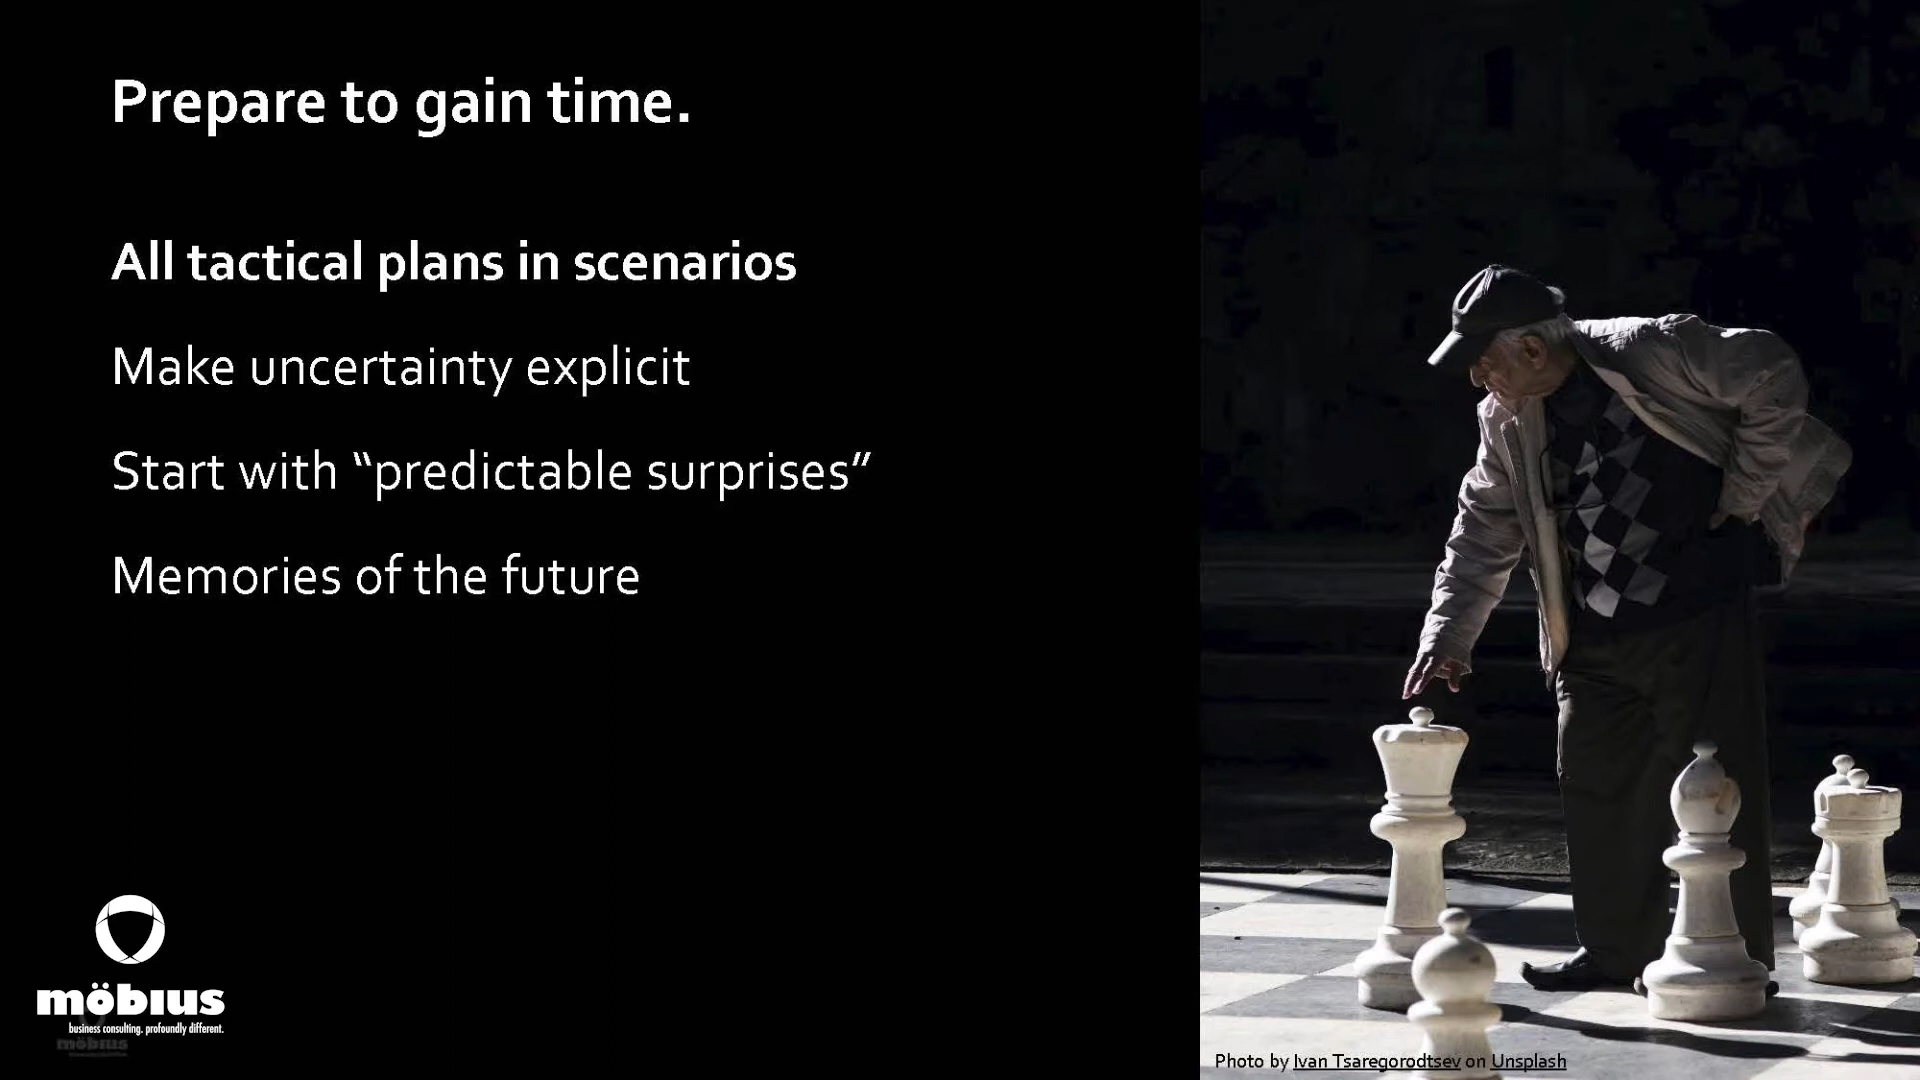 Prepare to gain time.
All tactical plans in scenarios
Make uncertainty explicit
Start with “predictable surprises”
Memories of the future
möbius
business consulting. profoundly different.
möbius
Photo by Ivan Tsaregorodtsev on Unsplash